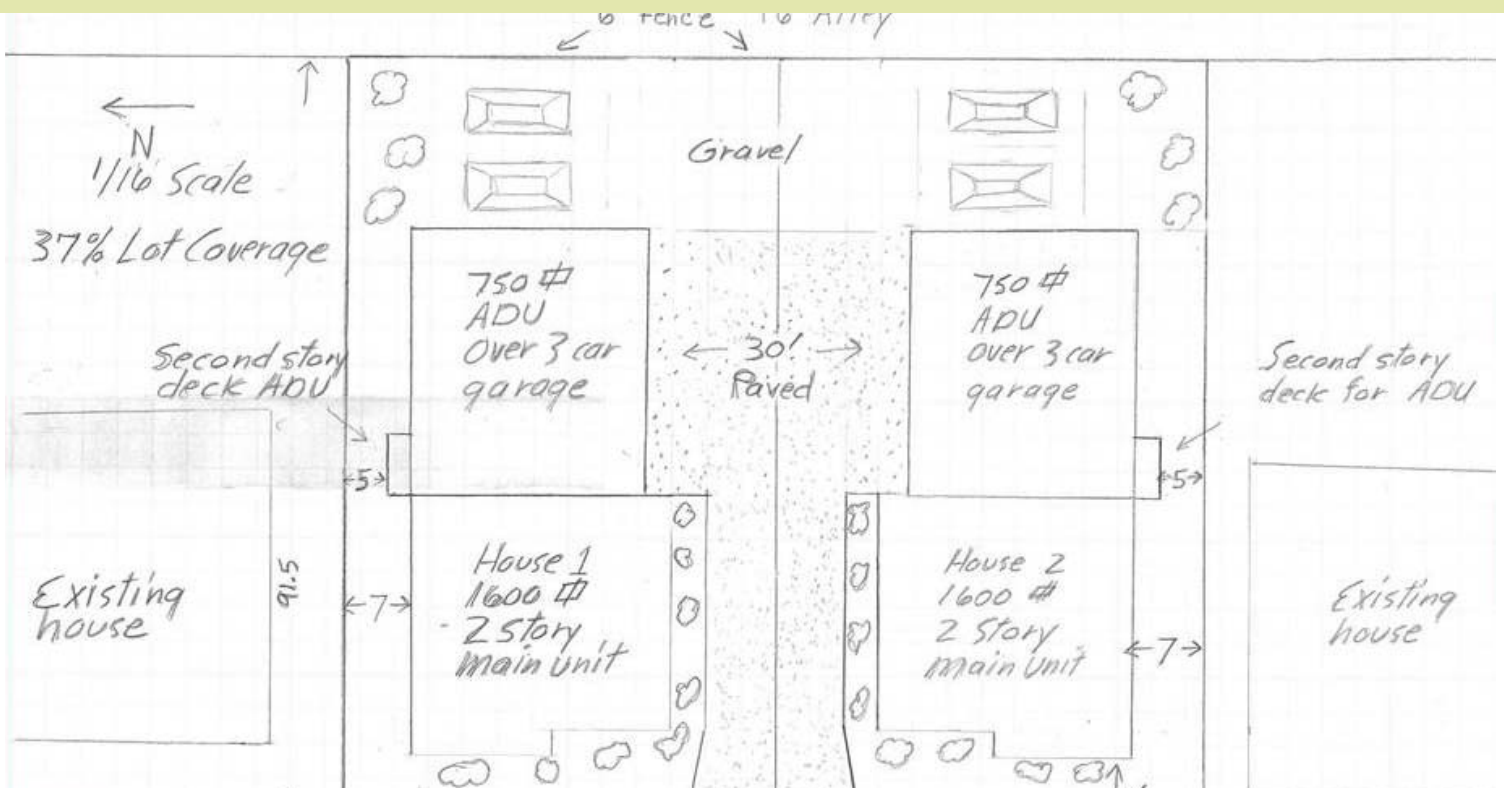 6' fence 16' Alley
N
1/16 Scale
37% Lot Coverage
Gravel
750 ⏍
ADU
Over 3 car
garage
750 ⏍
ADU
over 3 car
garage
← 30' →
Paved
Second story
deck ADU
Second story
deck for ADU
5
5
Existing
house
91.5
7
House 1
1600 ⏍
2 Story
main unit
House 2
1600 ⏍
2 Story
main unit
7
Existing
house